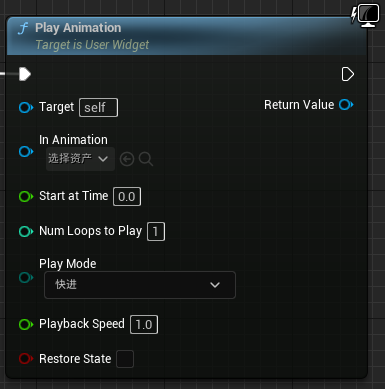 f Play Animation
Target is User Widget
Target self
Return Value
In Animation
选择资产
Start at Time 0.0
Num Loops to Play 1
Play Mode
快进
Playback Speed 1.0
Restore State